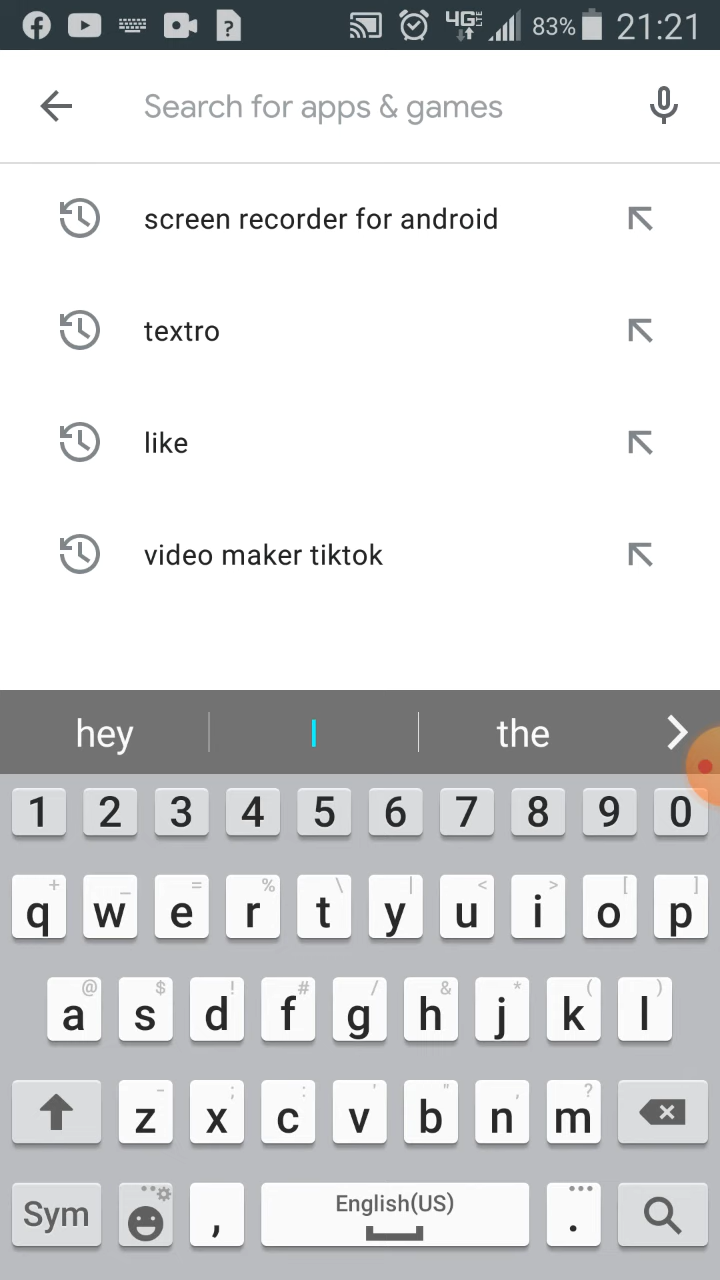 83% 21:21
Search for apps & games
screen recorder for android
textro
like
video maker tiktok
hey I the
1 2 3 4 5 6 7 8 9 0
+ _ = % \ | < > [ ]
q w e r t y u i o p
@ $ ! # / & * ( )
a s d f g h j k l
- ; : ' " , ?
z x c v b n m
Sym , English(US) .